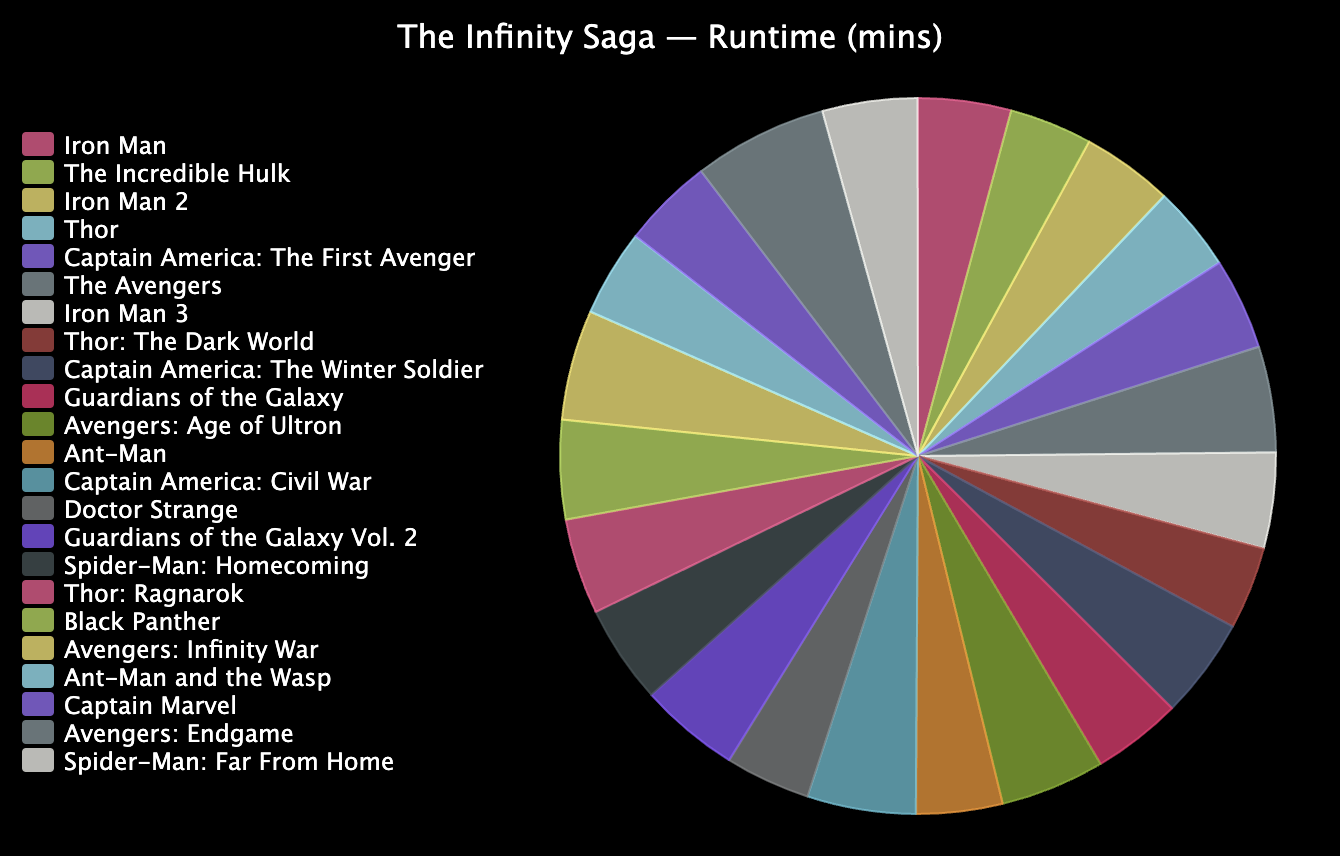 The Infinity Saga — Runtime (mins)
Iron Man
The Incredible Hulk
Iron Man 2
Thor
Captain America: The First Avenger
The Avengers
Iron Man 3
Thor: The Dark World
Captain America: The Winter Soldier
Guardians of the Galaxy
Avengers: Age of Ultron
Ant-Man
Captain America: Civil War
Doctor Strange
Guardians of the Galaxy Vol. 2
Spider-Man: Homecoming
Thor: Ragnarok
Black Panther
Avengers: Infinity War
Ant-Man and the Wasp
Captain Marvel
Avengers: Endgame
Spider-Man: Far From Home